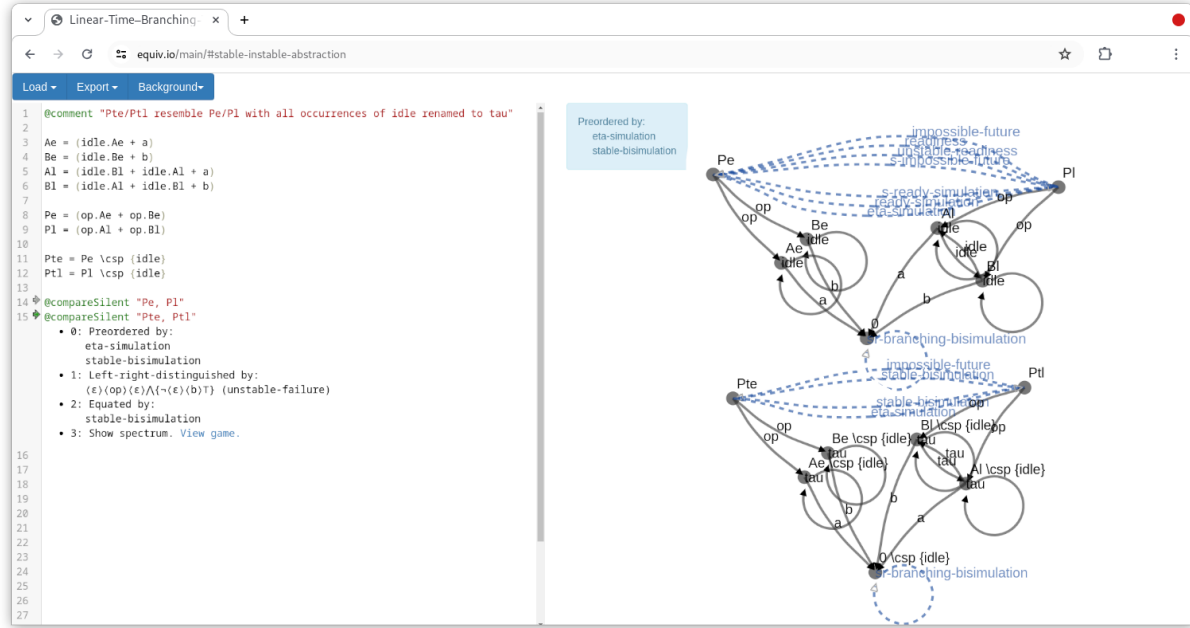 Linear-Time–Branching-
equiv.io/main/#stable-instable-abstraction
Load Export Background
1 @comment "Pte/Ptl resemble Pe/Pl with all occurrences of idle renamed to tau"
2
3 Ae = (idle.Ae + a)
4 Be = (idle.Be + b)
5 Al = (idle.Bl + idle.Al + a)
6 Bl = (idle.Al + idle.Bl + b)
7
8 Pe = (op.Ae + op.Be)
9 Pl = (op.Al + op.Bl)
10
11 Pte = Pe \csp {idle}
12 Ptl = Pl \csp {idle}
13
14 @compareSilent "Pe, Pl"
15 @compareSilent "Pte, Ptl"
• 0: Preordered by:
eta-simulation
stable-bisimulation
• 1: Left-right-distinguished by:
⟨ε⟩⟨op⟩⟨ε⟩⋀{¬⟨ε⟩⟨b⟩⊤} (unstable-failure)
• 2: Equated by:
stable-bisimulation
• 3: Show spectrum. View game.
16
17
18
19
20
21
22
23
24
25
26
27
Preordered by:
eta-simulation
stable-bisimulation
impossible-future
readiness
unstable-readiness
s-impossible-future
Pe
Pl
s-ready-simulation
ready-simulation
eta-simulation
op
op
op
op
Al
idle
Be
idle
Ae
idle
idle
idle
Bl
idle
a
b
b
a
0
sr-branching-bisimulation
impossible-future
stable-bisimulation
Pte
Ptl
stable-bisimulation
eta-simulation
op
op
op
op
Bl \csp {idle}
tau
Be \csp {idle}
tau
Ae \csp {idle}
tau
tau
tau
Al \csp {idle}
tau
b
b
a
a
0 \csp {idle}
sr-branching-bisimulation